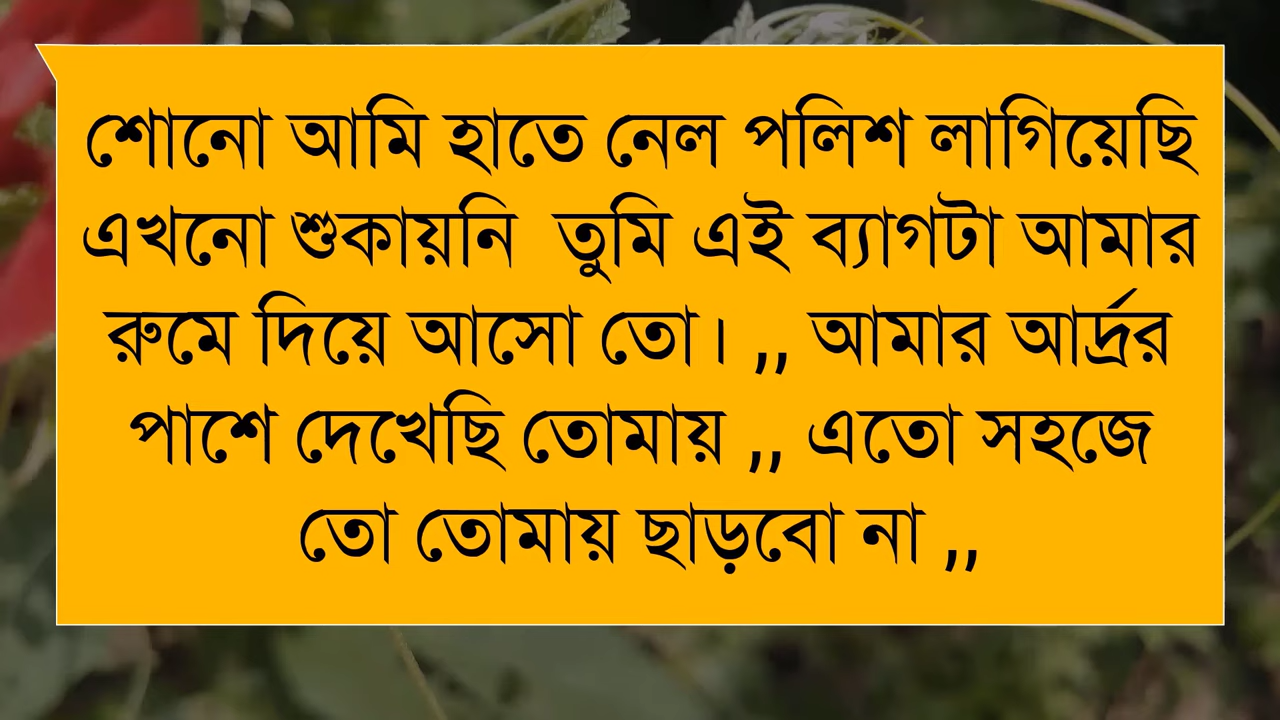 শোনো আমি হাতে নেল পলিশ লাগিয়েছি
এখনো শুকায়নি  তুমি এই ব্যাগটা আমার
রুমে দিয়ে আসো তো। ,, আমার আর্দ্রর
পাশে দেখেছি তোমায় ,, এতো সহজে
তো তোমায় ছাড়বো না ,,